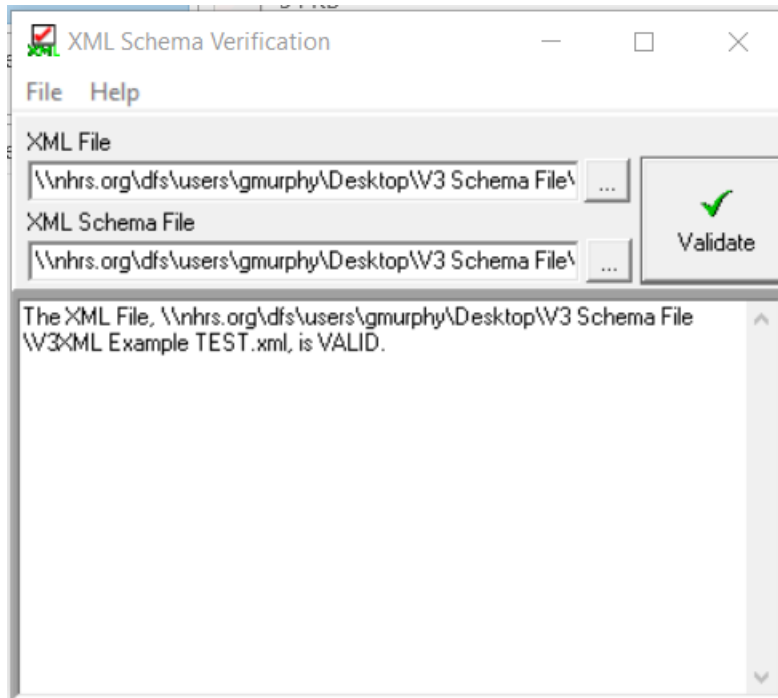 XML Schema Verification
File Help
XML File
\\nhrs.org\dfs\users\gmurphy\Desktop\V3 Schema File\
...
XML Schema File
\\nhrs.org\dfs\users\gmurphy\Desktop\V3 Schema File\
...
Validate
The XML File, \\nhrs.org\dfs\users\gmurphy\Desktop\V3 Schema File
\V3XML Example TEST.xml, is VALID.